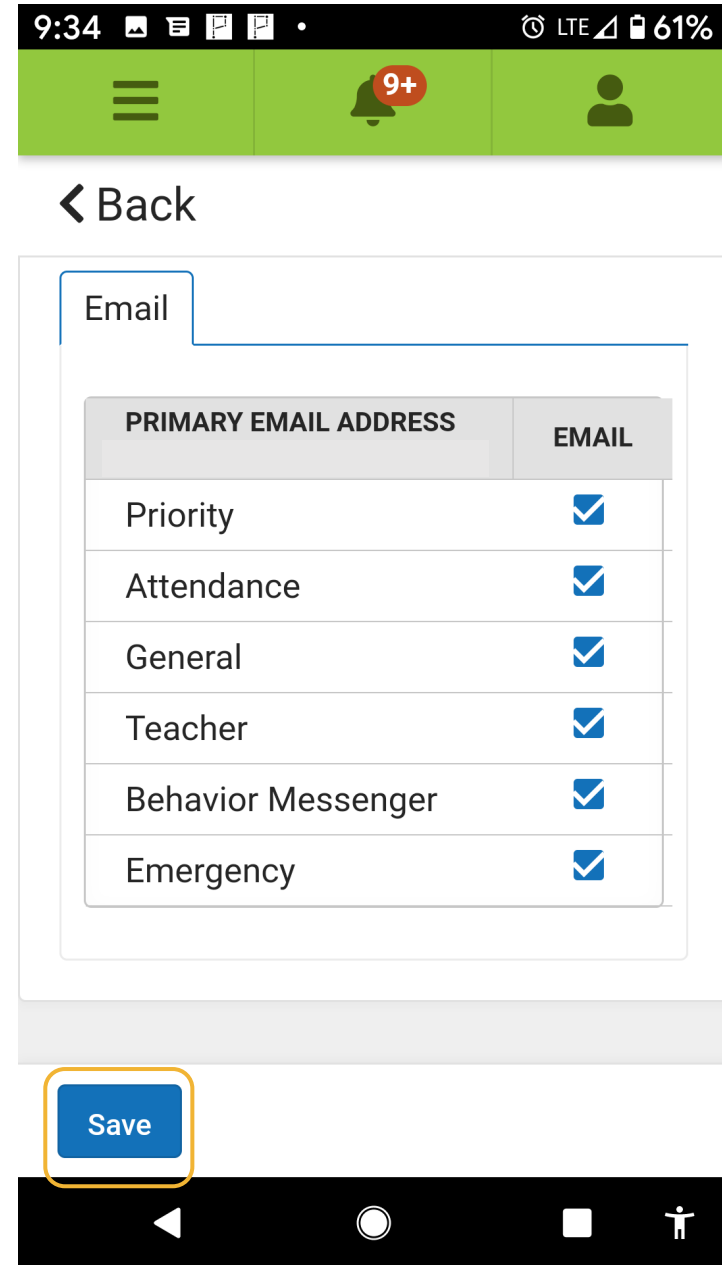 9:34 LTE 61%
9+
Back
Email
PRIMARY EMAIL ADDRESS EMAIL
Priority
Attendance
General
Teacher
Behavior Messenger
Emergency
Save